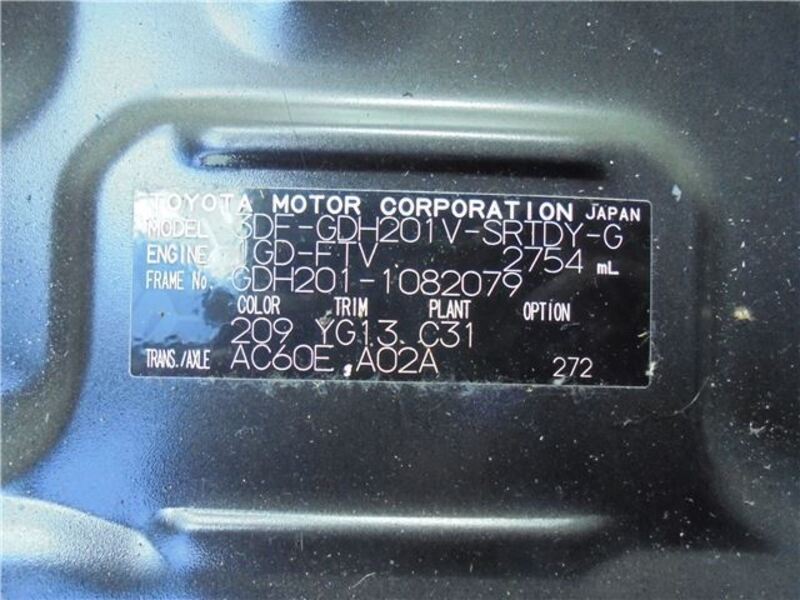 TOYOTA MOTOR CORPORATION JAPAN
MODEL 3DF-GDH201V-SRTDY-G
ENGINE 1GD-FTV 2754 mL
FRAME No. GDH201-1082079
COLOR TRIM PLANT OPTION
209 YG13 C31
TRANS./AXLE AC60E A02A 272